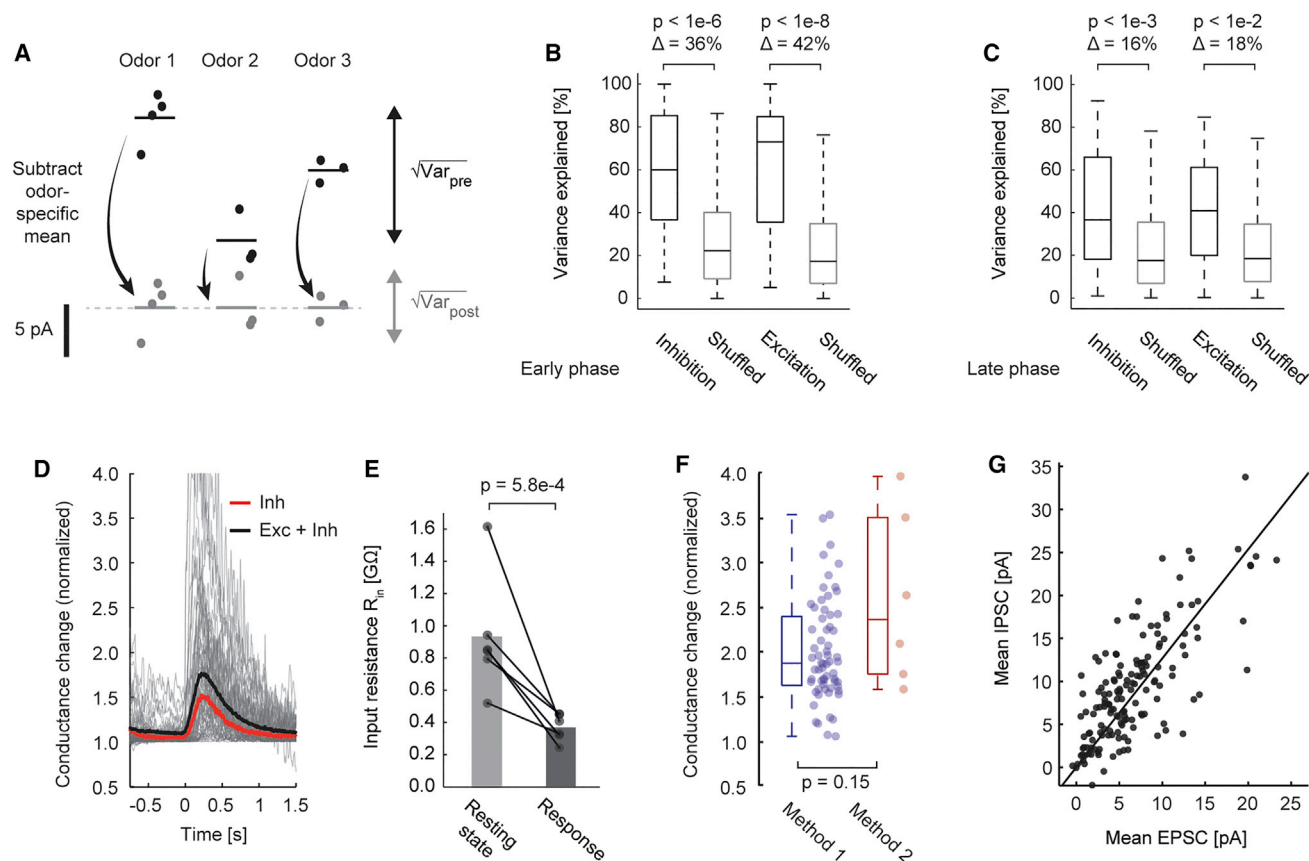 A
Odor 1
Odor 2
Odor 3
Subtract
odor-
specific
mean
√Var_pre
√Var_post
5 pA
B
p < 1e-6
Δ = 36%
p < 1e-8
Δ = 42%
Variance explained [%]
100
80
60
40
20
0
Early phase
Inhibition
Shuffled
Excitation
Shuffled
C
p < 1e-3
Δ = 16%
p < 1e-2
Δ = 18%
Variance explained [%]
100
80
60
40
20
0
Late phase
Inhibition
Shuffled
Excitation
Shuffled
D
Conductance change (normalized)
4.0
3.5
3.0
2.5
2.0
1.5
1.0
0.5
Inh
Exc + Inh
-0.5
0
0.5
1
1.5
Time [s]
E
p = 5.8e-4
Input resistance R_in [GΩ]
1.6
1.4
1.2
1.0
0.8
0.6
0.4
0.2
0.0
Resting
state
Response
F
Conductance change (normalized)
4.0
3.5
3.0
2.5
2.0
1.5
1.0
0.5
p = 0.15
Method 1
Method 2
G
Mean IPSC [pA]
35
30
25
20
15
10
5
0
0
5
10
15
20
25
Mean EPSC [pA]